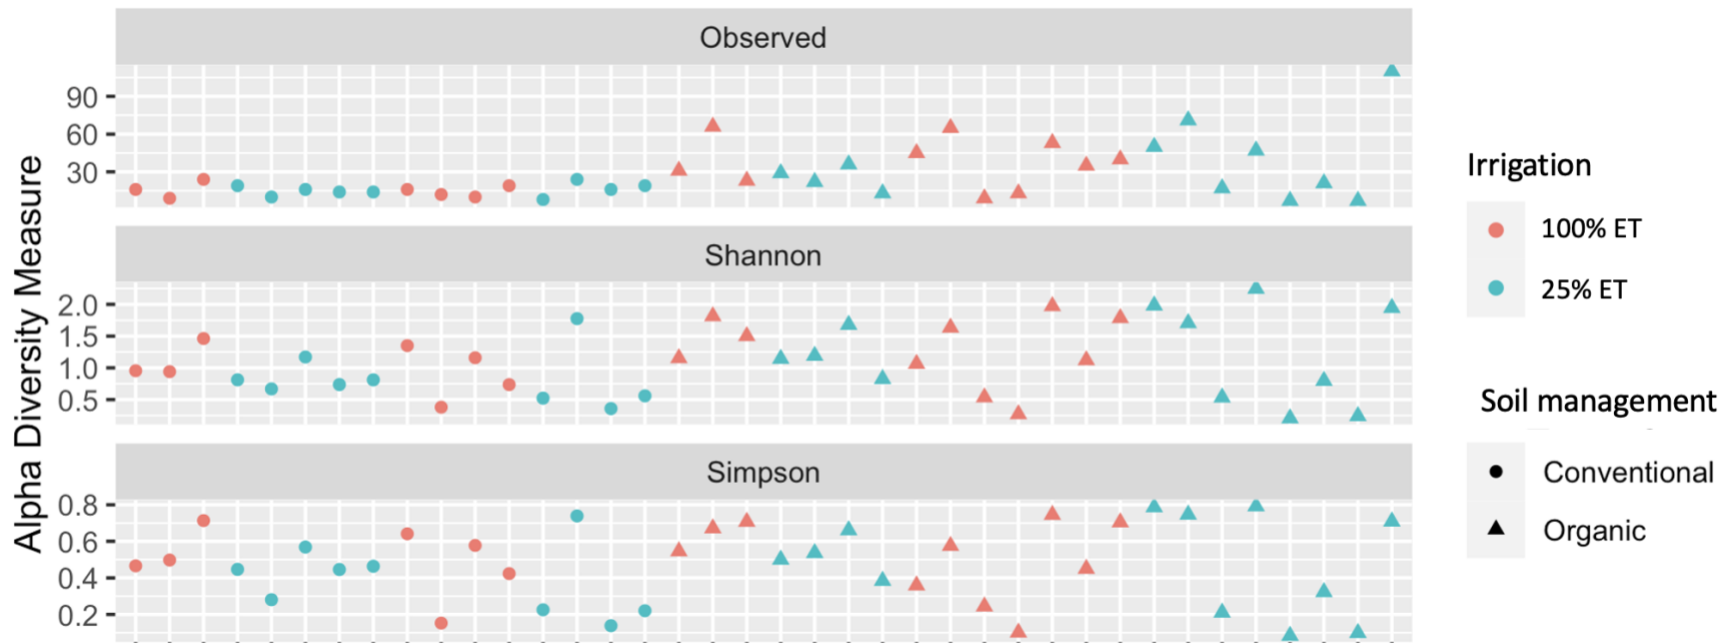 Observed
90
60
30
Shannon
2.0
1.5
1.0
0.5
Simpson
0.8
0.6
0.4
0.2
Alpha Diversity Measure
Irrigation
100% ET
25% ET
Soil management
Conventional
Organic